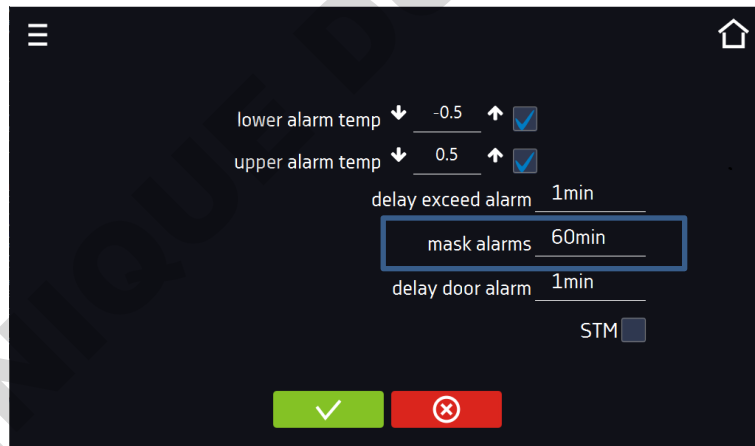 lower alarm temp -0.5
upper alarm temp 0.5
delay exceed alarm 1min
mask alarms 60min
delay door alarm 1min
STM